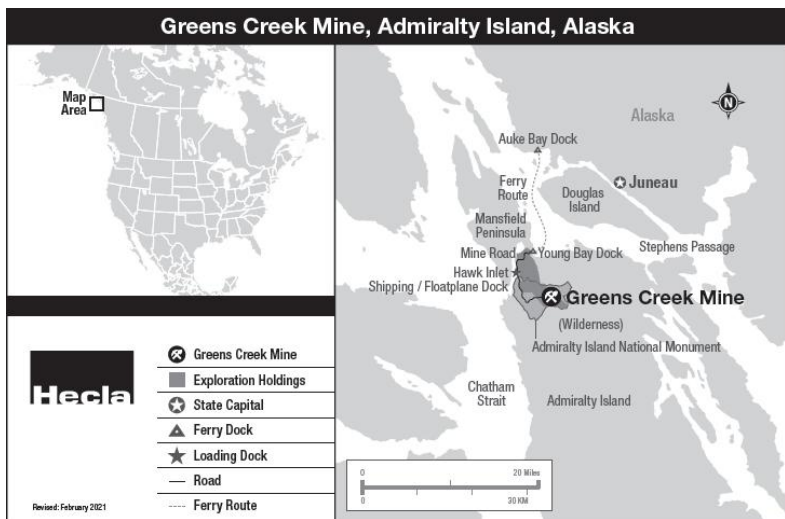 Greens Creek Mine, Admiralty Island, Alaska
Map
Area
N
Alaska
Auke Bay Dock
Juneau
Ferry
Route
Douglas
Island
Mansfield
Peninsula
Stephens Passage
Mine Road
Young Bay Dock
Hawk Inlet
Shipping / Floatplane Dock
Greens Creek Mine
(Wilderness)
Admiralty Island National Monument
Chatham
Strait
Admiralty Island
0
20 Miles
0
30 KM
Hecla
Greens Creek Mine
Exploration Holdings
State Capital
Ferry Dock
Loading Dock
Road
Ferry Route
Revised: February 2021